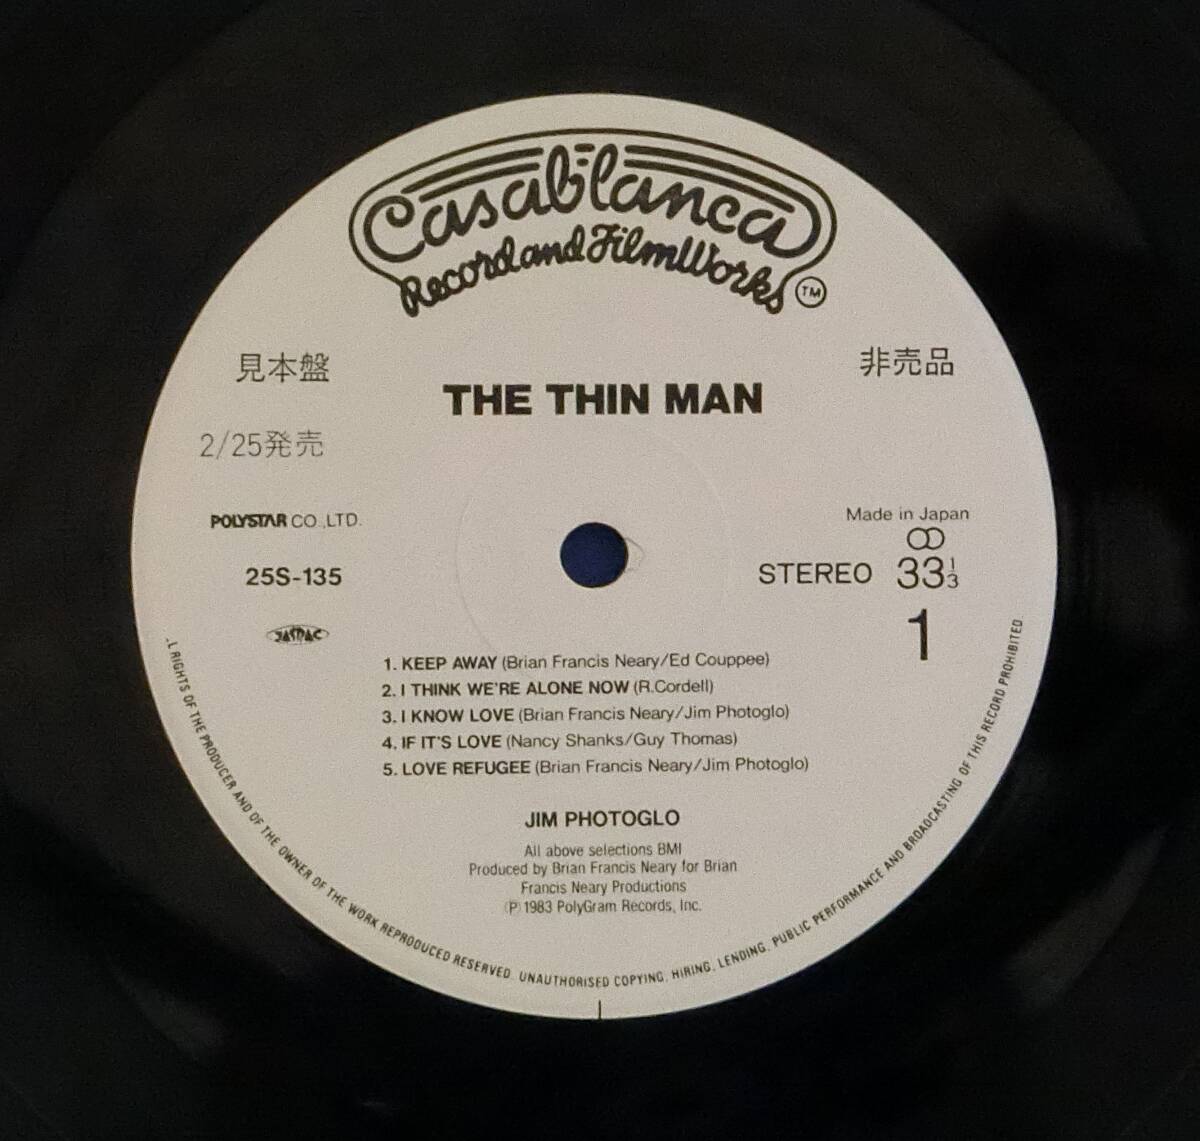 Casablanca
Record and FilmWorks TM
見本盤
非売品
THE THIN MAN
2/25発売
POLYSTAR CO.,LTD.
Made in Japan
25S-135
STEREO 33 1/3
JASRAC
1
1. KEEP AWAY (Brian Francis Neary/Ed Couppee)
2. I THINK WE'RE ALONE NOW (R.Cordell)
3. I KNOW LOVE (Brian Francis Neary/Jim Photoglo)
4. IF IT'S LOVE (Nancy Shanks/Guy Thomas)
5. LOVE REFUGEE (Brian Francis Neary/Jim Photoglo)
JIM PHOTOGLO
All above selections BMI
Produced by Brian Francis Neary for Brian
Francis Neary Productions
Ⓟ 1983 PolyGram Records, Inc.
L RIGHTS OF THE PRODUCER AND OF THE OWNER OF THE WORK REPRODUCED RESERVED. UNAUTHORISED COPYING, HIRING, LENDING, PUBLIC PERFORMANCE AND BROADCASTING OF THIS RECORD PROHIBITED